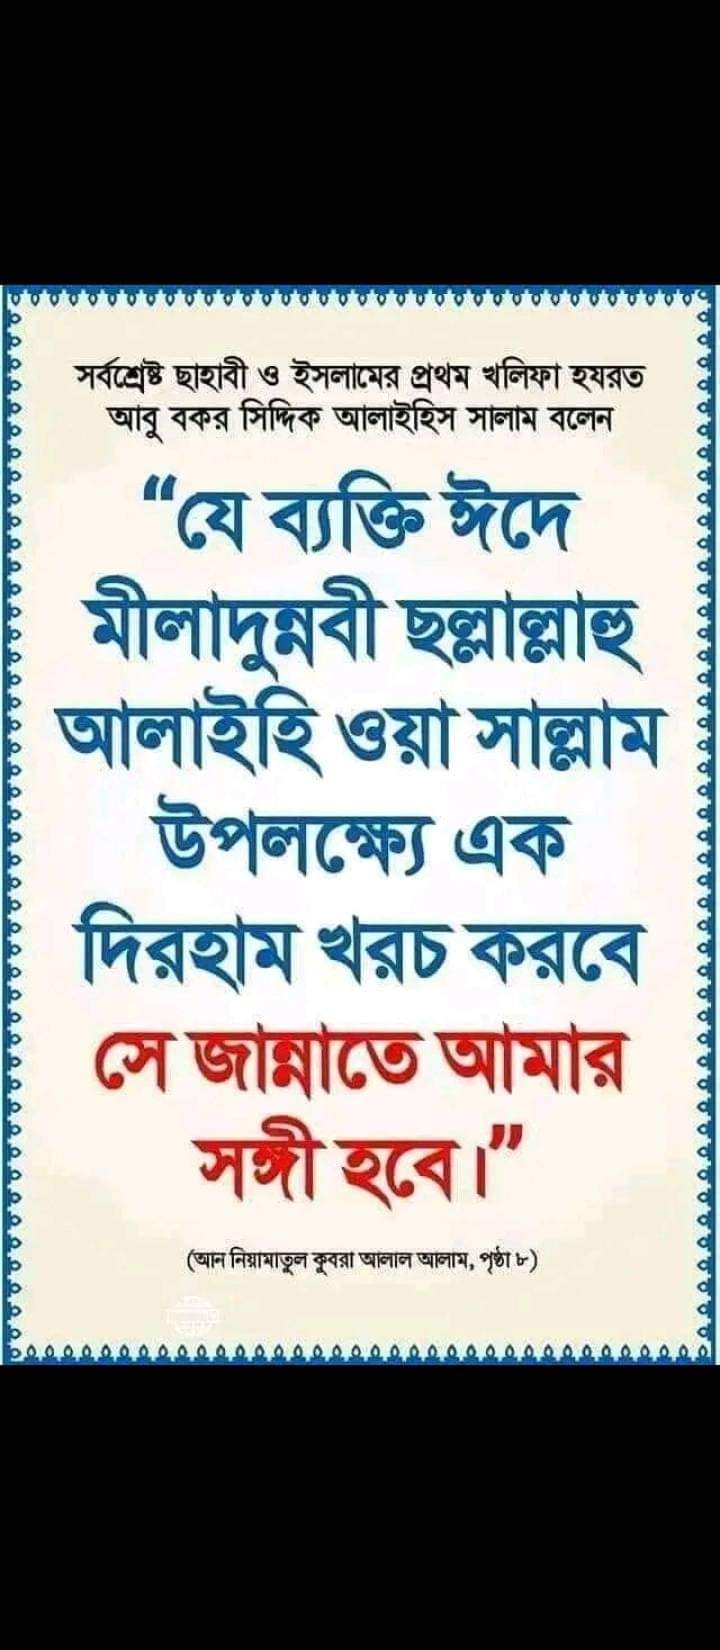 সর্বশ্রেষ্ট ছাহাবী ও ইসলামের প্রথম খলিফা হযরত
আবু বকর সিদ্দিক আলাইহিস সালাম বলেন
“যে ব্যক্তি ঈদে
মীলাদুন্নবী ছল্লাল্লাহু
আলাইহি ওয়া সাল্লাম
উপলক্ষ্যে এক
দিরহাম খরচ করবে
সে জান্নাতে আমার
সঙ্গী হবে।”
(আন নিয়ামাতুল কুবরা আলাল আলাম, পৃষ্ঠা ৮)